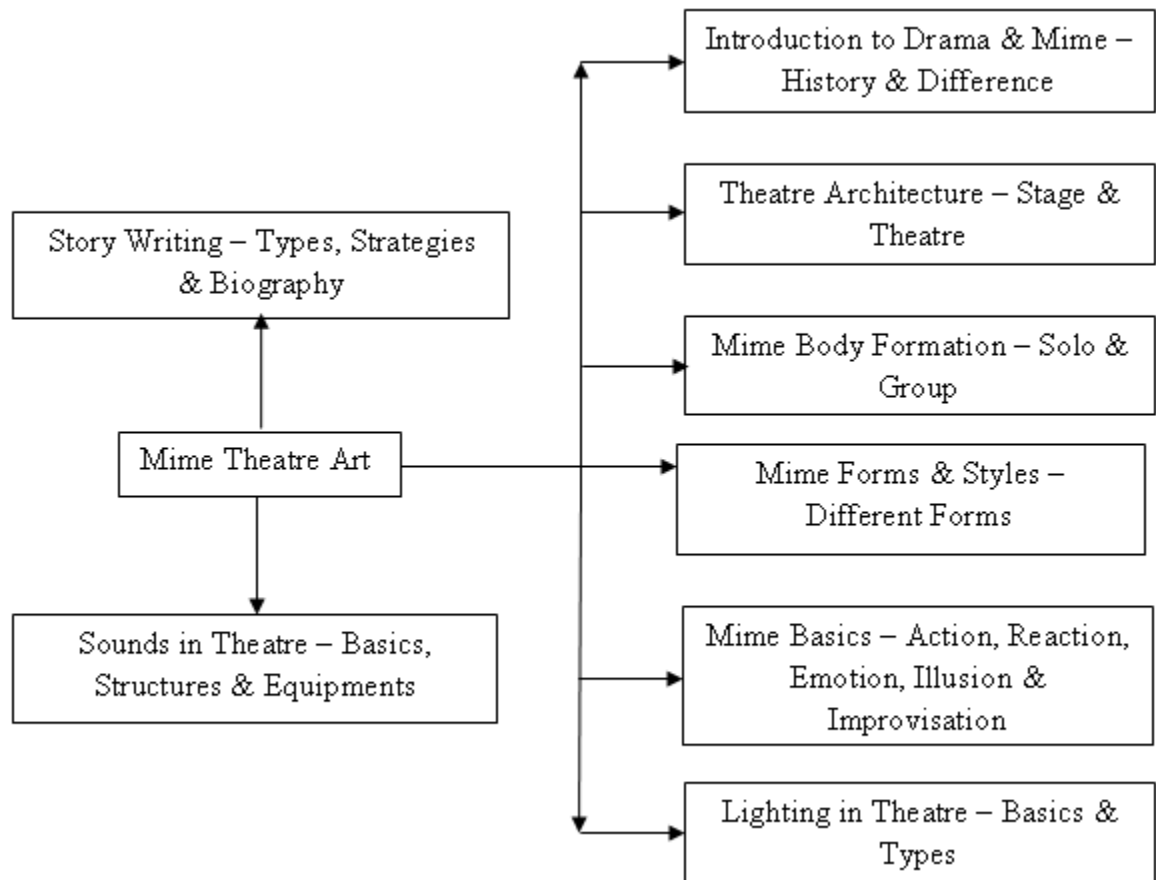 Introduction to Drama & Mime –
History & Difference
Theatre Architecture – Stage &
Theatre
Story Writing – Types, Strategies
& Biography
Mime Body Formation – Solo &
Group
Mime Theatre Art
Mime Forms & Styles –
Different Forms
Sounds in Theatre – Basics,
Structures & Equipments
Mime Basics – Action, Reaction,
Emotion, Illusion &
Improvisation
Lighting in Theatre – Basics &
Types